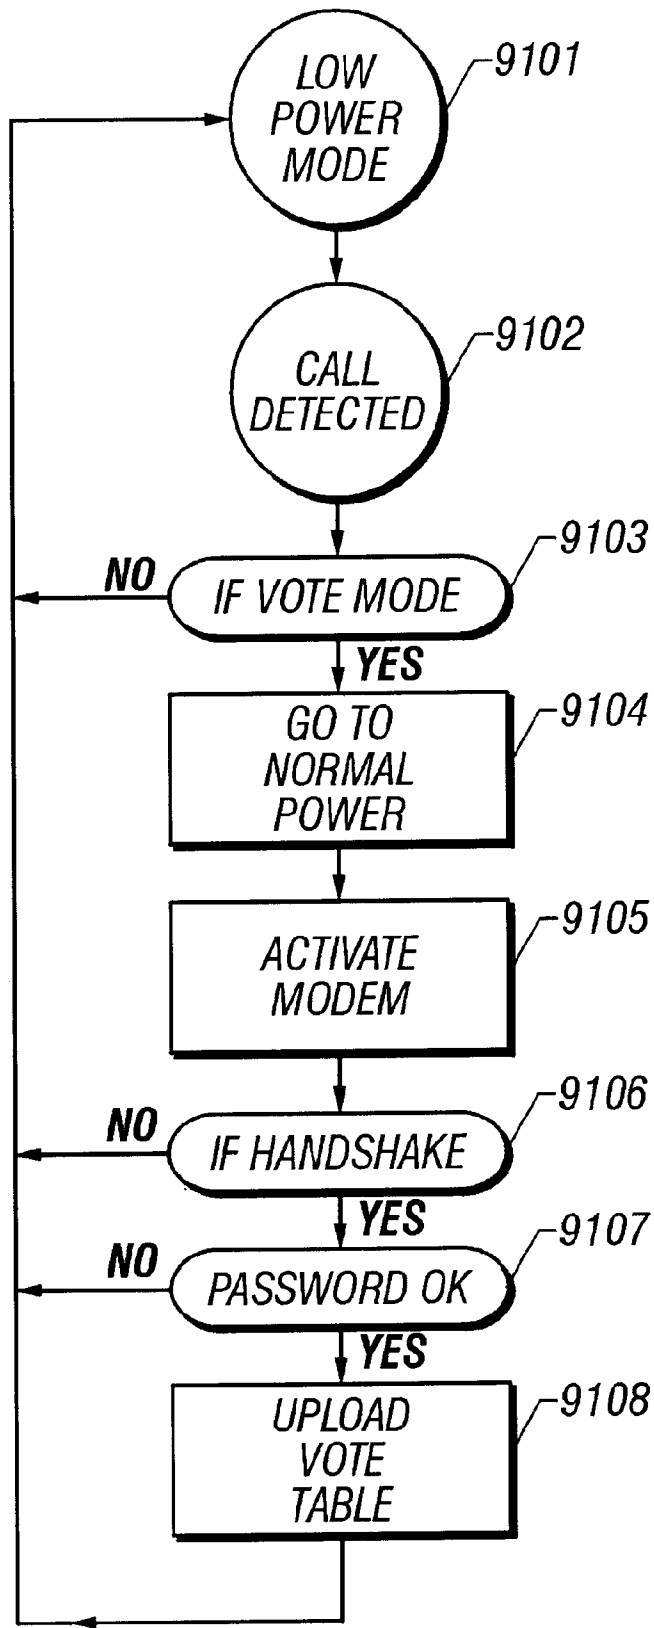 LOW
POWER
MODE
9101
CALL
DETECTED
9102
IF VOTE MODE
9103
NO
YES
GO TO
NORMAL
POWER
9104
ACTIVATE
MODEM
9105
IF HANDSHAKE
9106
NO
YES
PASSWORD OK
9107
NO
YES
UPLOAD
VOTE
TABLE
9108